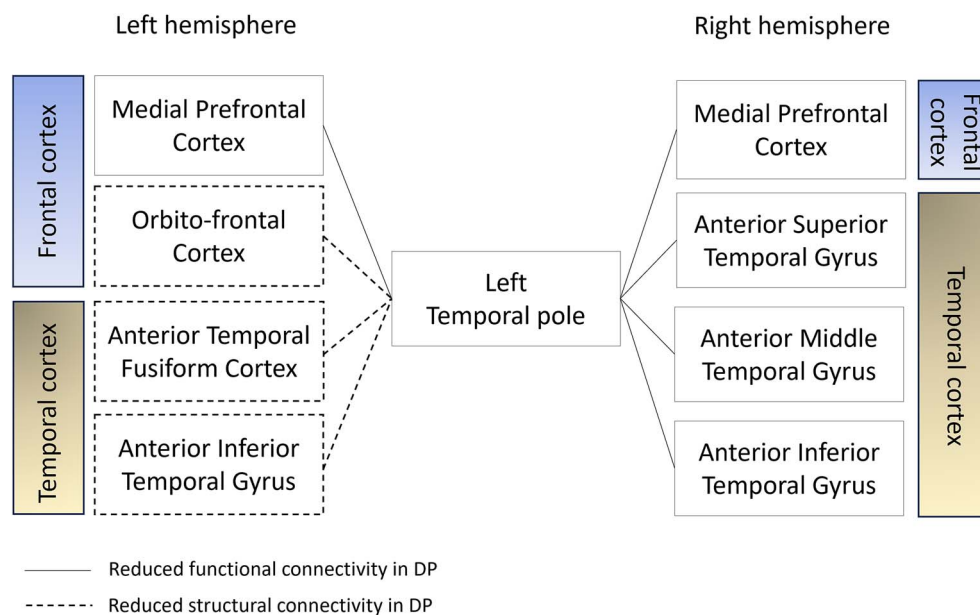 Left hemisphere
Right hemisphere
Frontal cortex
Medial Prefrontal
Cortex
Orbito-frontal
Cortex
Temporal cortex
Anterior Temporal
Fusiform Cortex
Anterior Inferior
Temporal Gyrus
Left
Temporal pole
Medial Prefrontal
Cortex
Frontal
cortex
Anterior Superior
Temporal Gyrus
Anterior Middle
Temporal Gyrus
Anterior Inferior
Temporal Gyrus
Temporal cortex
Reduced functional connectivity in DP
Reduced structural connectivity in DP